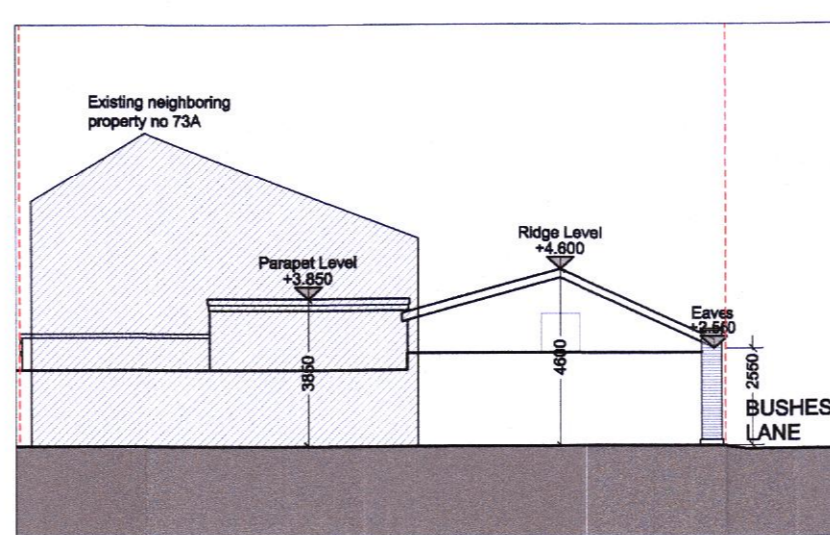 Existing neighboring
property no 73A
Ridge Level
+4.600
Parapet Level
+3.850
Eaves
3850
4600
2550
BUSHES
LANE